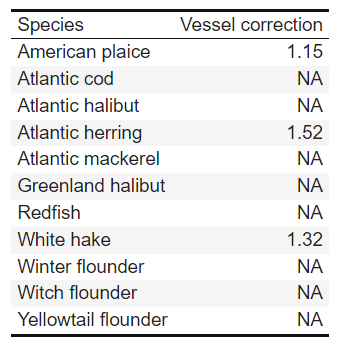 Species Vessel correction
American plaice 1.15
Atlantic cod NA
Atlantic halibut NA
Atlantic herring 1.52
Atlantic mackerel NA
Greenland halibut NA
Redfish NA
White hake 1.32
Winter flounder NA
Witch flounder NA
Yellowtail flounder NA